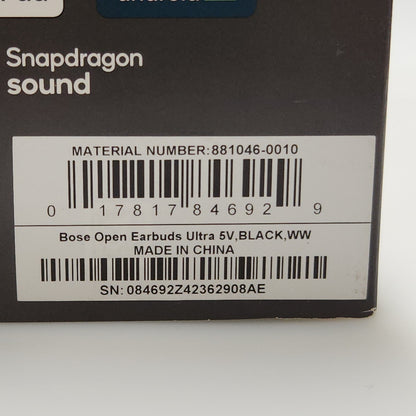 Snapdragon
sound
MATERIAL NUMBER:881046-0010
0 17817 84692 9
Bose Open Earbuds Ultra 5V,BLACK,WW
MADE IN CHINA
SN: 084692Z42362908AE